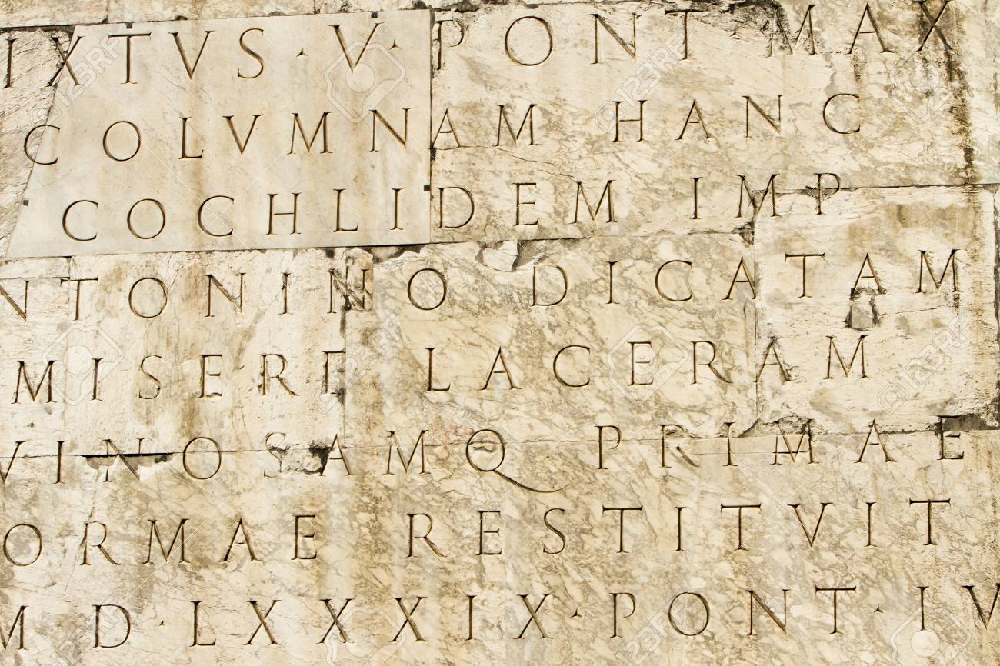 IXTVS · V · PONT MAX
COLVMNAM HANC
COCHLIDEM IMP
NTONINO DICATAM
MISERE LACERAM
VINOSAMQ PRIMAE
ORMAE RESTITVIT
M D · LXXXIX · PONT IV